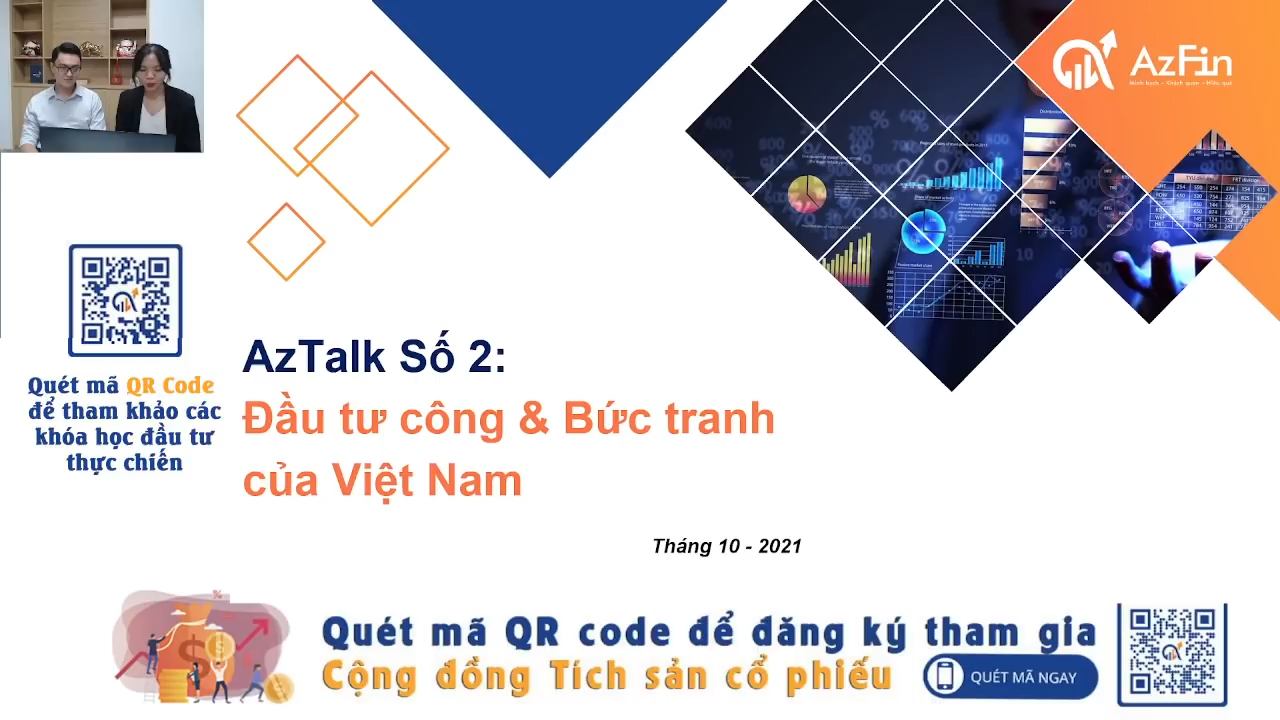 AzFin
Minh bạch - Khách quan - Hiệu quả
Quét mã QR Code
để tham khảo các
khóa học đầu tư
thực chiến
AzTalk Số 2:
Đầu tư công & Bức tranh
của Việt Nam
Tháng 10 - 2021
Quét mã QR code để đăng ký tham gia
Cộng đồng Tích sản cổ phiếu
QUÉT MÃ NGAY